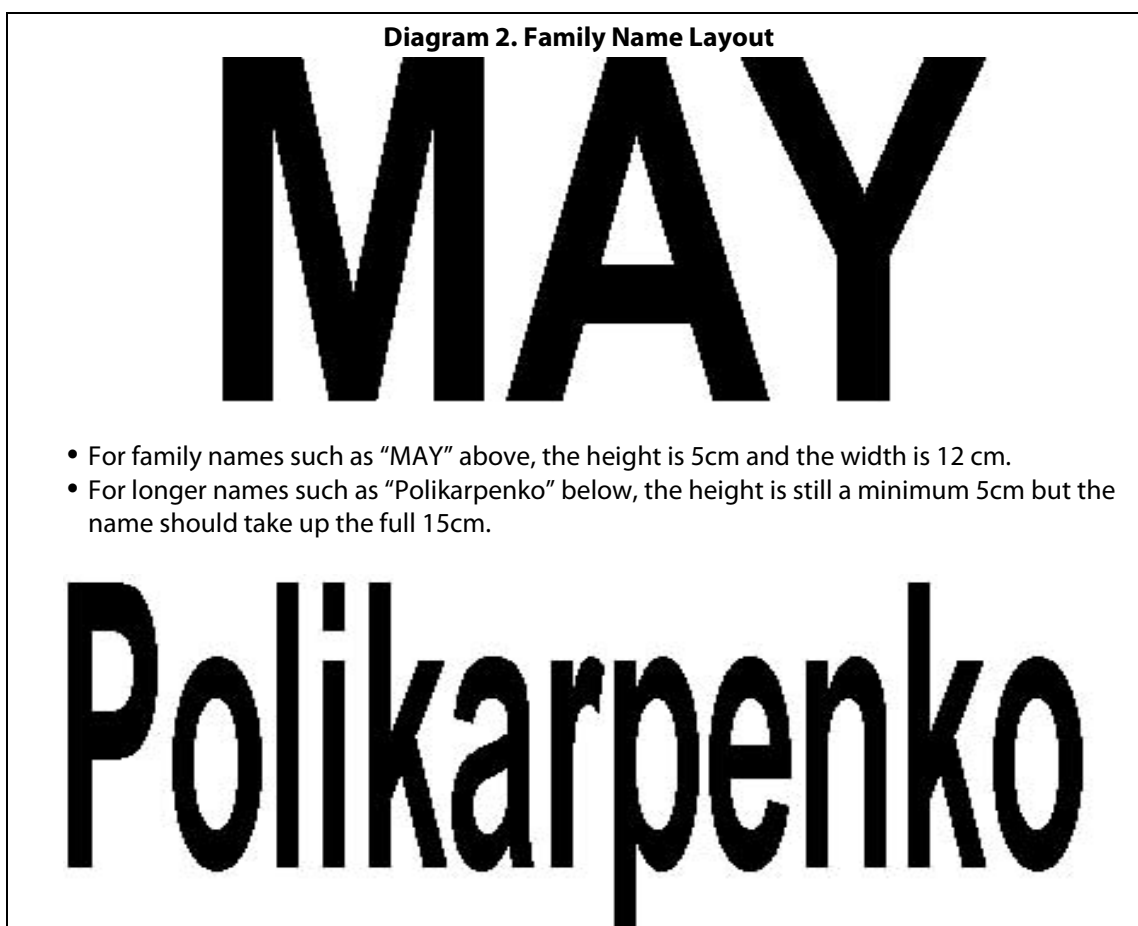 Diagram 2. Family Name Layout
MAY
• For family names such as “MAY” above, the height is 5cm and the width is 12 cm.
• For longer names such as “Polikarpenko” below, the height is still a minimum 5cm but the
name should take up the full 15cm.
Polikarpenko